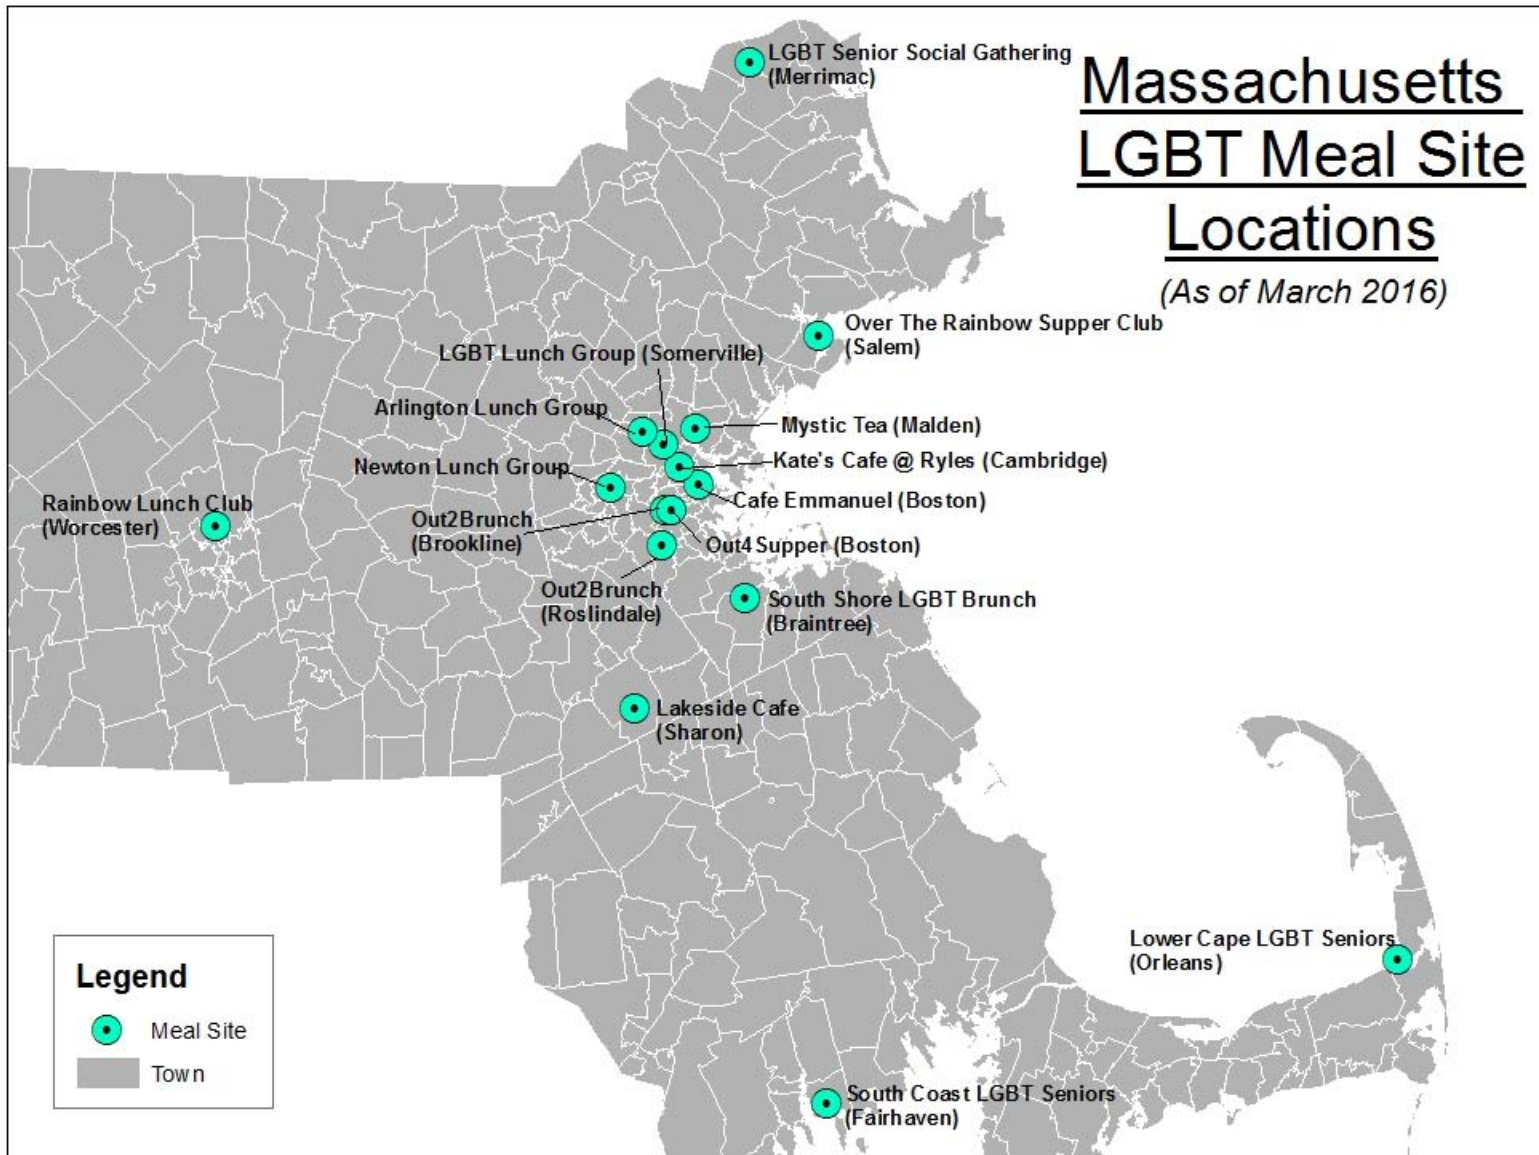 Massachusetts
LGBT Meal Site
Locations
(As of March 2016)
LGBT Senior Social Gathering
(Merrimac)
Over The Rainbow Supper Club
(Salem)
LGBT Lunch Group (Somerville)
Arlington Lunch Group
Mystic Tea (Malden)
Kate's Cafe @ Ryles (Cambridge)
Newton Lunch Group
Cafe Emmanuel (Boston)
Rainbow Lunch Club
(Worcester)
Out2Brunch
(Brookline)
Out4Supper (Boston)
Out2Brunch
(Roslindale)
South Shore LGBT Brunch
(Braintree)
Lakeside Cafe
(Sharon)
Lower Cape LGBT Seniors
(Orleans)
South Coast LGBT Seniors
(Fairhaven)
Legend
Meal Site
Town